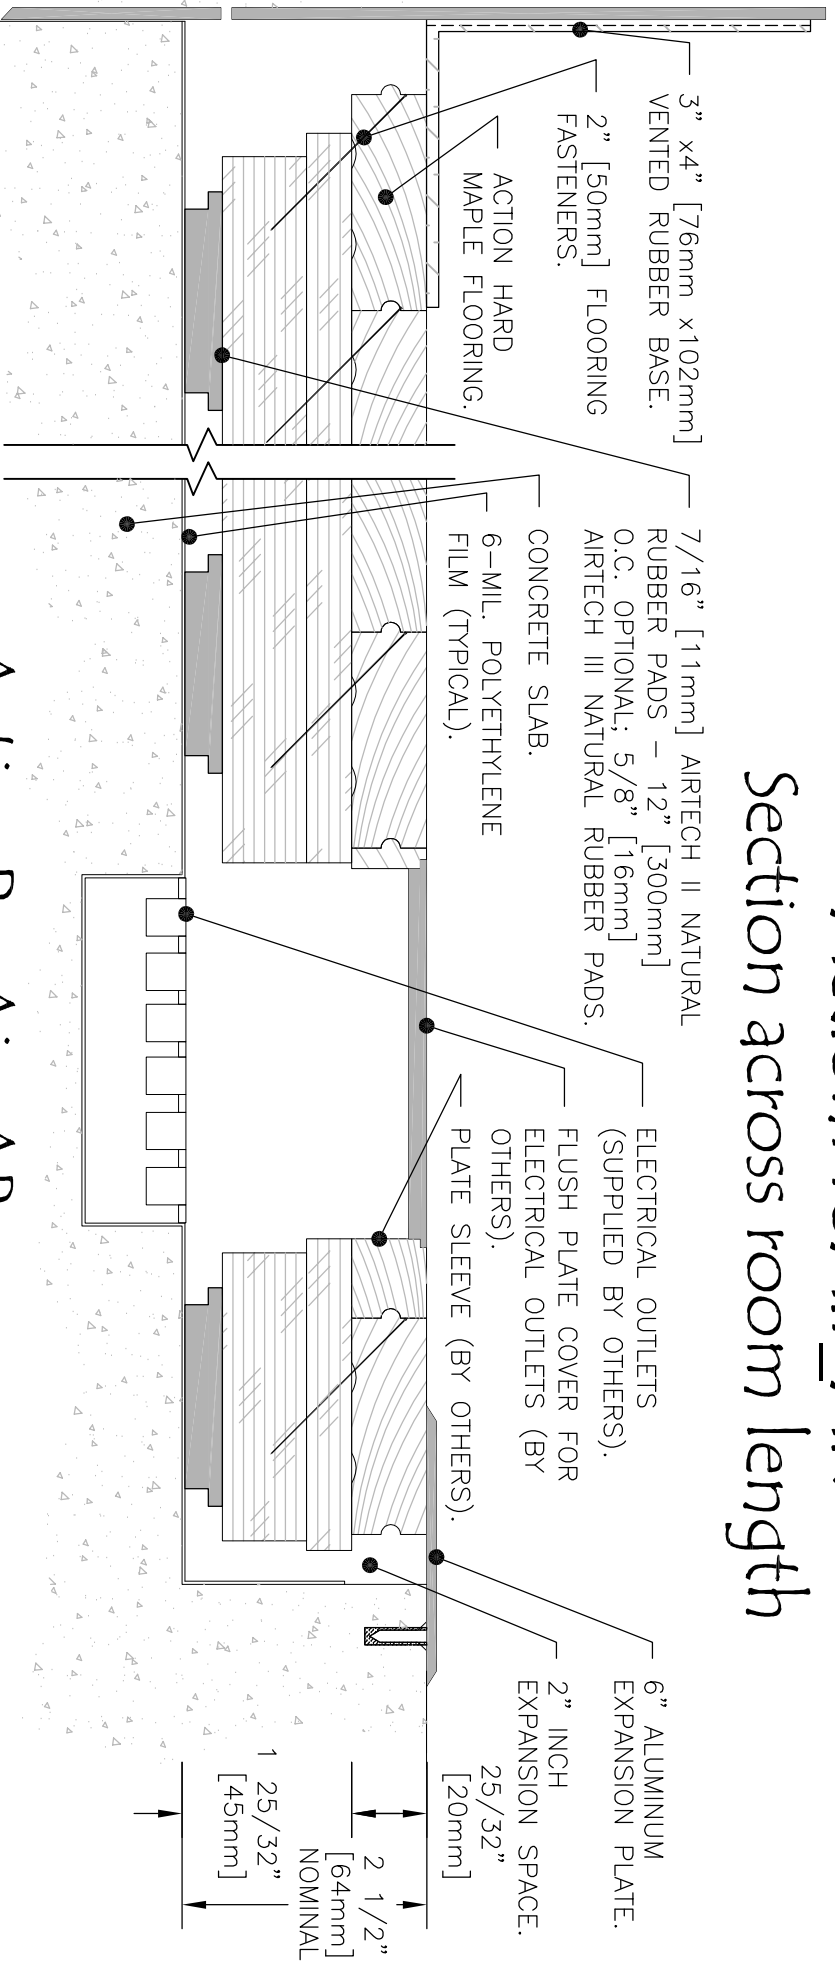 Section across room length
3" x4" [76mm x102mm]
VENTED RUBBER BASE.
2" [50mm] FLOORING
FASTENERS.
ACTION HARD
MAPLE FLOORING.
7/16" [11mm] AIRTECH II NATURAL
RUBBER PADS – 12" [300mm]
O.C. OPTIONAL; 5/8" [16mm]
AIRTECH III NATURAL RUBBER PADS.
CONCRETE SLAB.
6–MIL. POLYETHYLENE
FILM (TYPICAL).
ELECTRICAL OUTLETS
(SUPPLIED BY OTHERS).
FLUSH PLATE COVER FOR
ELECTRICAL OUTLETS (BY
OTHERS).
PLATE SLEEVE (BY OTHERS).
6" ALUMINUM
EXPANSION PLATE.
2" INCH
EXPANSION SPACE.
25/32"
[20mm]
2 1/2"
[64mm]
NOMINAL
1 25/32"
[45mm]